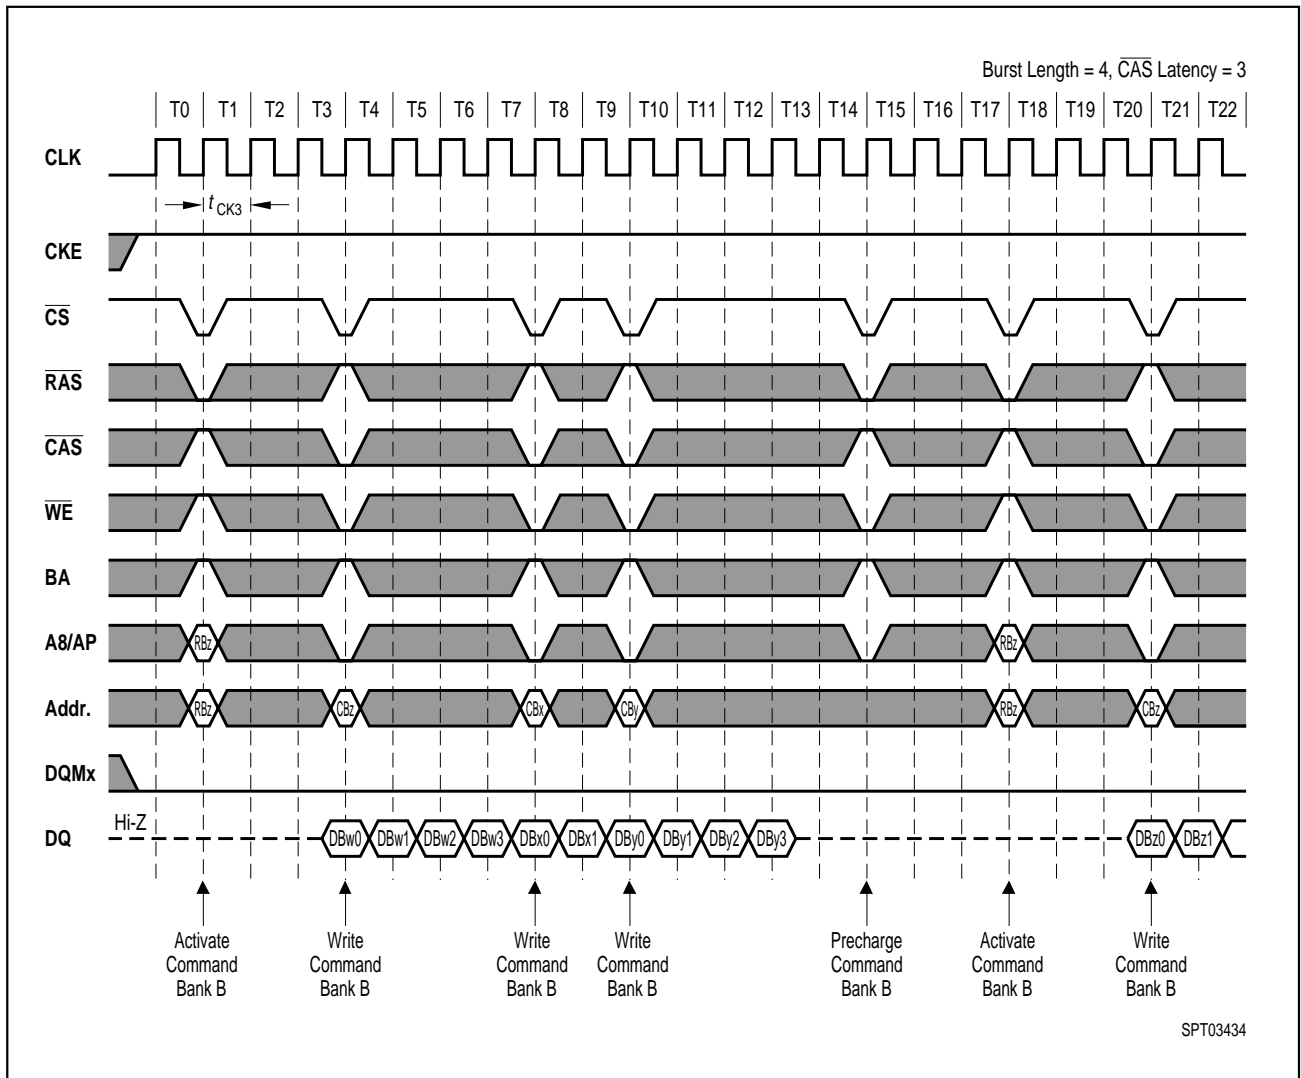 Burst Length = 4, CAS Latency = 3
T0 T1 T2 T3 T4 T5 T6 T7 T8 T9 T10 T11 T12 T13 T14 T15 T16 T17 T18 T19 T20 T21 T22
CLK
t CK3
CKE
CS
RAS
CAS
WE
BA
A8/AP RBz RBz
Addr. RBz CBz CBx CBy RBz CBz
DQMx
DQ Hi-Z DBw0 DBw1 DBw2 DBw3 DBx0 DBx1 DBy0 DBy1 DBy2 DBy3 DBz0 DBz1
Activate Command Bank B
Write Command Bank B
Write Command Bank B
Write Command Bank B
Precharge Command Bank B
Activate Command Bank B
Write Command Bank B
SPT03434